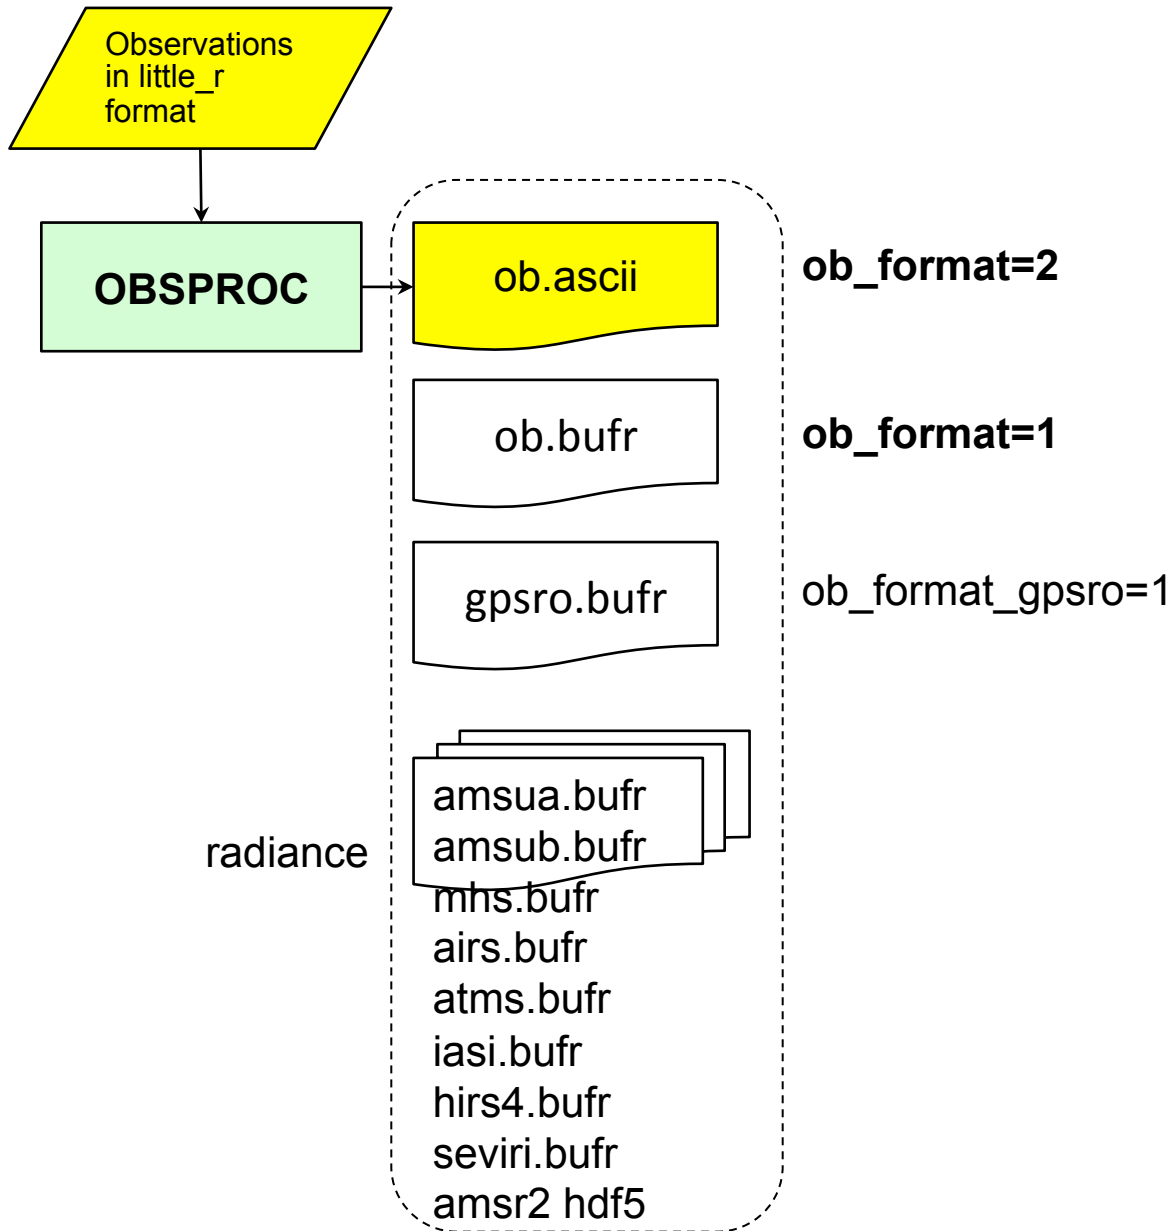 Observations
in little_r
format
OBSPROC
ob.ascii
ob_format=2
ob.bufr
ob_format=1
gpsro.bufr
ob_format_gpsro=1
radiance
amsua.bufr
amsub.bufr
mhs.bufr
airs.bufr
atms.bufr
iasi.bufr
hirs4.bufr
seviri.bufr
amsr2 hdf5